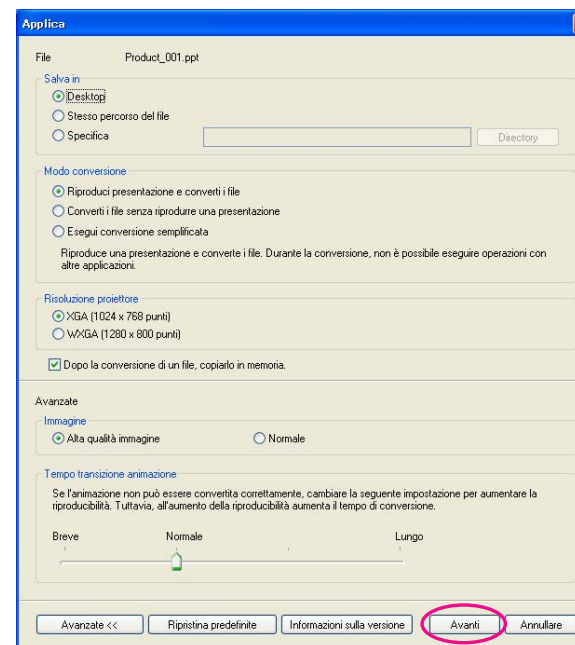 Applica
File Product_001.ppt
Salva in
Desktop
Stesso percorso del file
Specifica Directory
Modo conversione
Riproduci presentazione e converti i file
Converti i file senza riprodurre una presentazione
Esegui conversione semplificata
Riproduce una presentazione e converte i file. Durante la conversione, non è possibile eseguire operazioni con
altre applicazioni.
Risoluzione proiettore
XGA (1024 x 768 punti)
WXGA (1280 x 800 punti)
Dopo la conversione di un file, copiarlo in memoria.
Avanzate
Immagine
Alta qualità immagine Normale
Tempo transizione animazione
Se l'animazione non può essere convertita correttamente, cambiare la seguente impostazione per aumentare la
riproducibilità. Tuttavia, all'aumento della riproducibilità aumenta il tempo di conversione.
Breve Normale Lungo
Avanzate << Ripristina predefinite Informazioni sulla versione Avanti Annullare